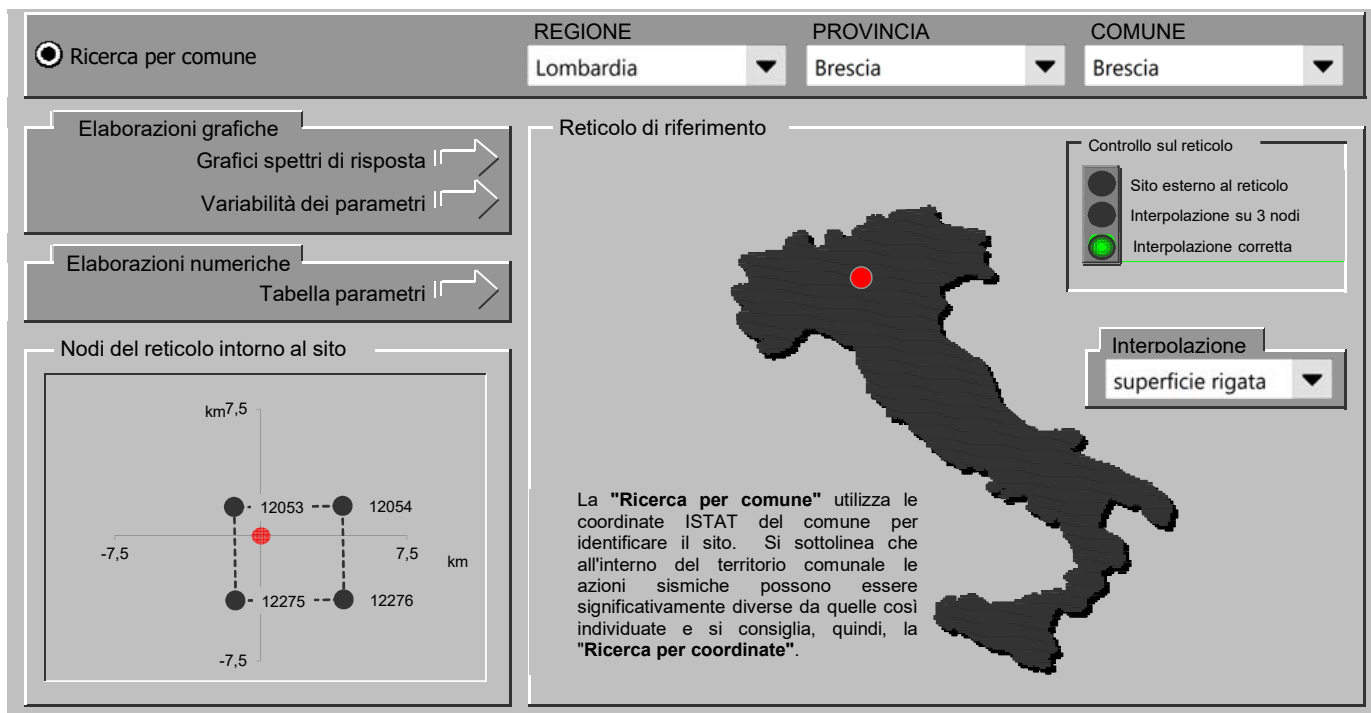 Ricerca per comune
REGIONE
Lombardia
PROVINCIA
Brescia
COMUNE
Brescia
Elaborazioni grafiche
Grafici spettri di risposta
Variabilità dei parametri
Elaborazioni numeriche
Tabella parametri
Nodi del reticolo intorno al sito
km 7,5
12053
12054
-7,5
7,5
km
12275
12276
-7,5
Reticolo di riferimento
Controllo sul reticolo
Sito esterno al reticolo
Interpolazione su 3 nodi
Interpolazione corretta
Interpolazione
superficie rigata
La "Ricerca per comune" utilizza le
coordinate ISTAT del comune per
identificare il sito. Si sottolinea che
all'interno del territorio comunale le
azioni sismiche possono essere
significativamente diverse da quelle così
individuate e si consiglia, quindi, la
"Ricerca per coordinate".